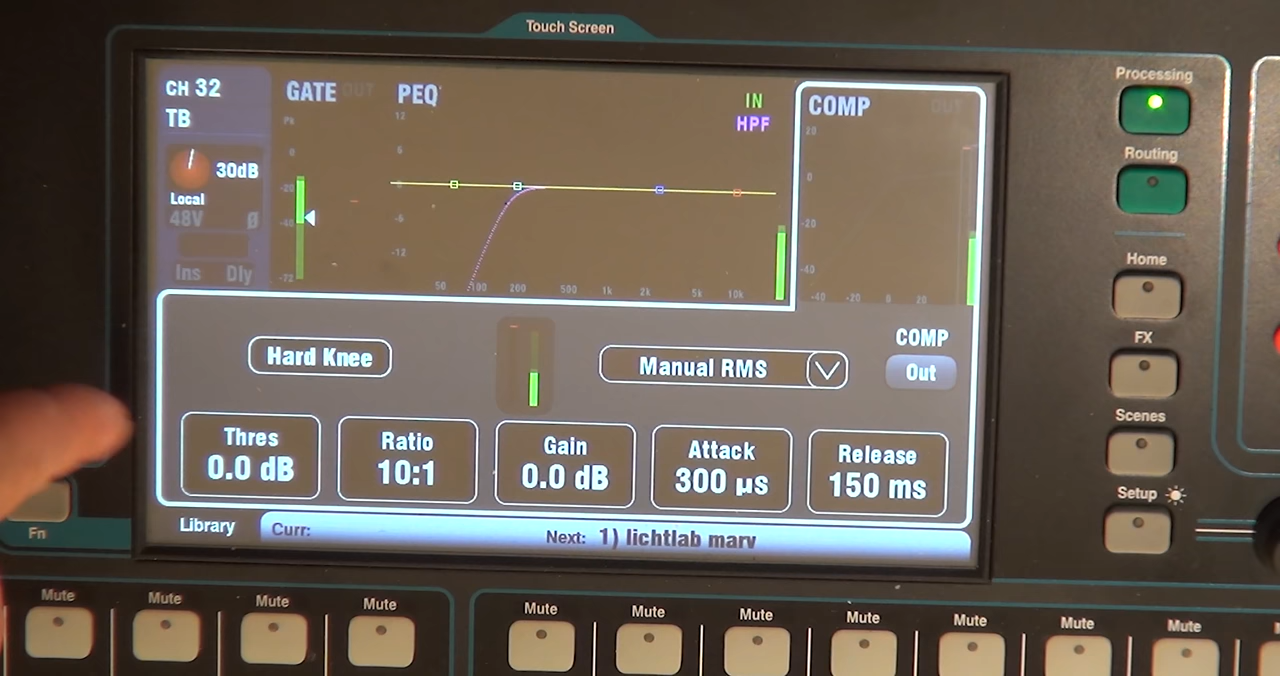 Touch Screen
CH 32
TB
30dB
Local
48V Ø
Ins Dly
GATE OUT
0
-20
-40
-72
PEQ
12
6
0
-6
-12
50 100 200 500 1k 2k 5k 10k
IN
HPF
COMP OUT
20
0
-20
-40
-40 -20 0 20
Hard Knee
Manual RMS
COMP
Out
Thres
0.0 dB
Ratio
10:1
Gain
0.0 dB
Attack
300 µs
Release
150 ms
Library
Curr:
Next: 1) lichtlab marv
Processing
Routing
Home
FX
Scenes
Setup
Fn
Mute Mute Mute Mute Mute Mute Mute Mute Mute Mute Mute